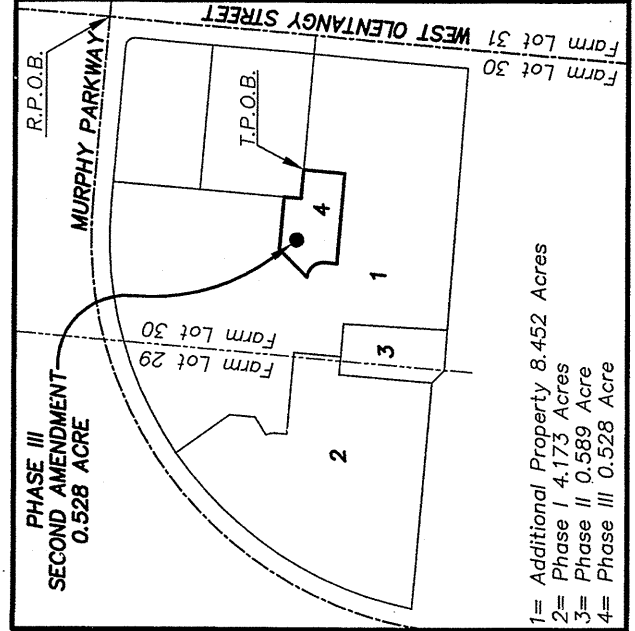 R.P.O.B.
MURPHY PARKWAY
WEST OLENTANGY STREET
Farm Lot 31
Farm Lot 30
T.P.O.B.
4
1
Farm Lot 30
Farm Lot 29
3
2
PHASE III
SECOND AMENDMENT
0.528 ACRE
1= Additional Property 8.452 Acres
2= Phase I 4.173 Acres
3= Phase II 0.589 Acre
4= Phase III 0.528 Acre